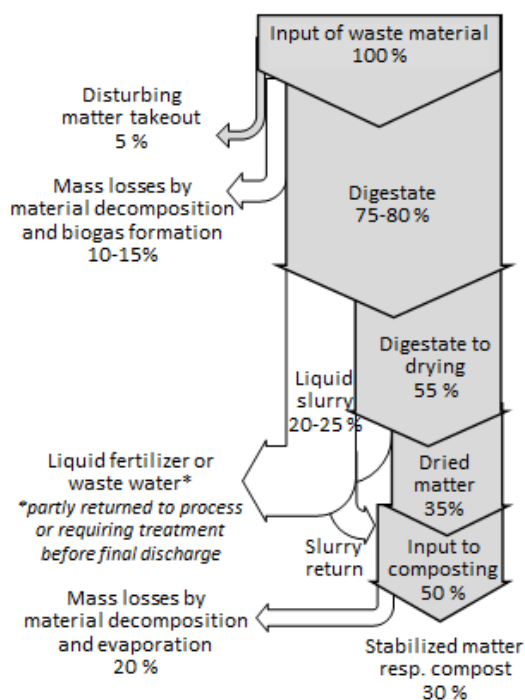 Input of waste material
100 %
Disturbing
matter takeout
5 %
Mass losses by
material decomposition
and biogas formation
10-15%
Digestate
75-80 %
Digestate to
drying
55 %
Liquid
slurry
20-25 %
Liquid fertilizer or
waste water*
*partly returned to process
or requiring treatment
before final discharge
Dried
matter
35%
Slurry
return
Input to
composting
50 %
Mass losses by
material decomposition
and evaporation
20 %
Stabilized matter
resp. compost
30 %